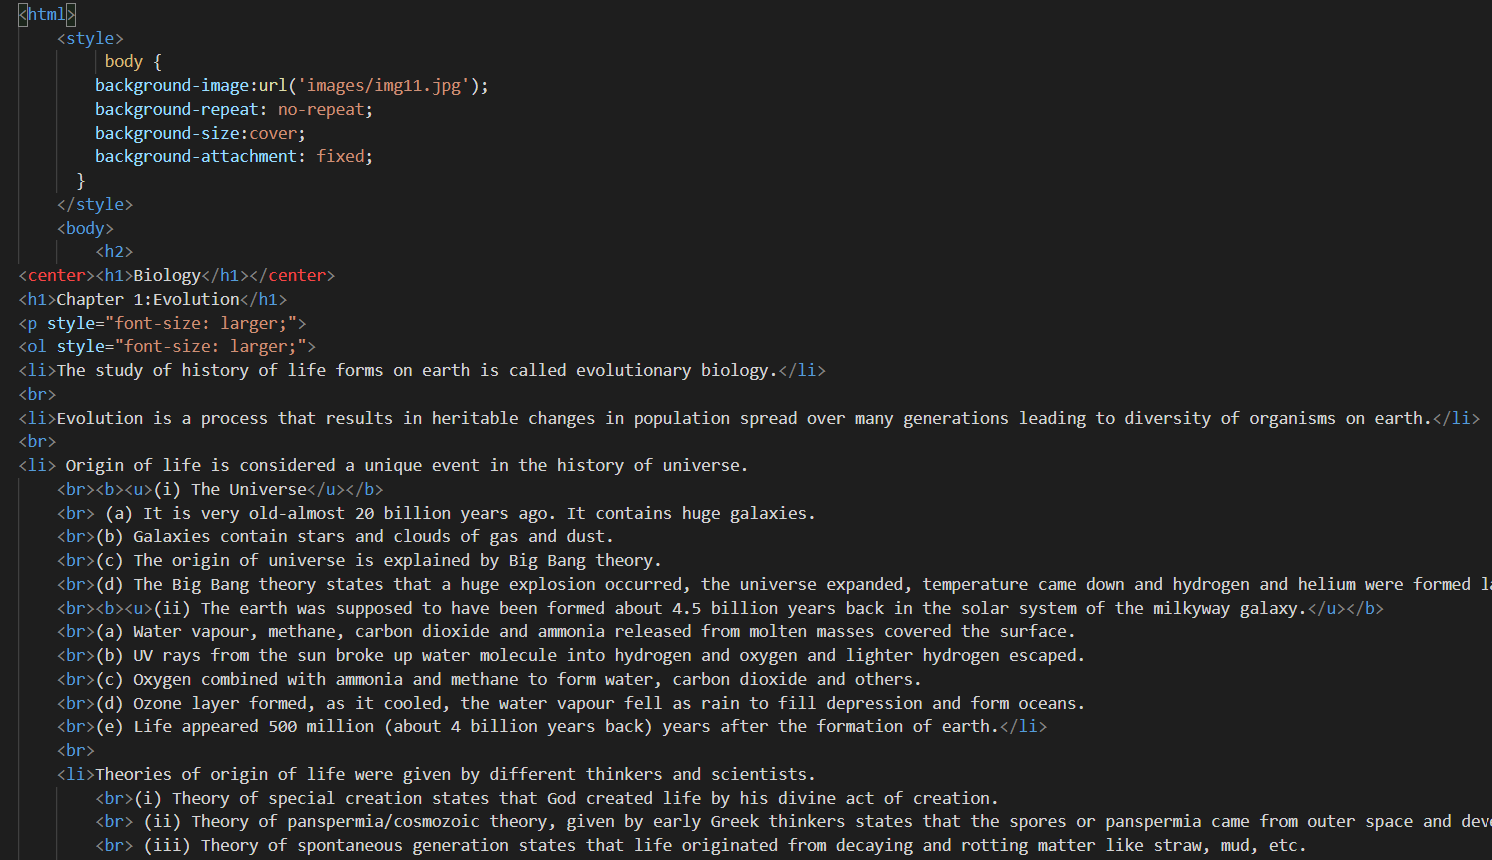 <html>
<style>
body {
background-image:url('images/img11.jpg');
background-repeat: no-repeat;
background-size:cover;
background-attachment: fixed;
}
</style>
<body>
<h2>
<center><h1>Biology</h1></center>
<h1>Chapter 1:Evolution</h1>
<p style="font-size: larger;">
<ol style="font-size: larger;">
<li>The study of history of life forms on earth is called evolutionary biology.</li>
<br>
<li>Evolution is a process that results in heritable changes in population spread over many generations leading to diversity of organisms on earth.</li>
<br>
<li> Origin of life is considered a unique event in the history of universe.
<br><b><u>(i) The Universe</u></b>
<br> (a) It is very old-almost 20 billion years ago. It contains huge galaxies.
<br>(b) Galaxies contain stars and clouds of gas and dust.
<br>(c) The origin of universe is explained by Big Bang theory.
<br>(d) The Big Bang theory states that a huge explosion occurred, the universe expanded, temperature came down and hydrogen and helium were formed
<br><b><u>(ii) The earth was supposed to have been formed about 4.5 billion years back in the solar system of the milkyway galaxy.</u></b>
<br>(a) Water vapour, methane, carbon dioxide and ammonia released from molten masses covered the surface.
<br>(b) UV rays from the sun broke up water molecule into hydrogen and oxygen and lighter hydrogen escaped.
<br>(c) Oxygen combined with ammonia and methane to form water, carbon dioxide and others.
<br>(d) Ozone layer formed, as it cooled, the water vapour fell as rain to fill depression and form oceans.
<br>(e) Life appeared 500 million (about 4 billion years back) years after the formation of earth.</li>
<br>
<li>Theories of origin of life were given by different thinkers and scientists.
<br>(i) Theory of special creation states that God created life by his divine act of creation.
<br> (ii) Theory of panspermia/cosmozoic theory, given by early Greek thinkers states that the spores or panspermia came from outer space and
<br> (iii) Theory of spontaneous generation states that life originated from decaying and rotting matter like straw, mud, etc.